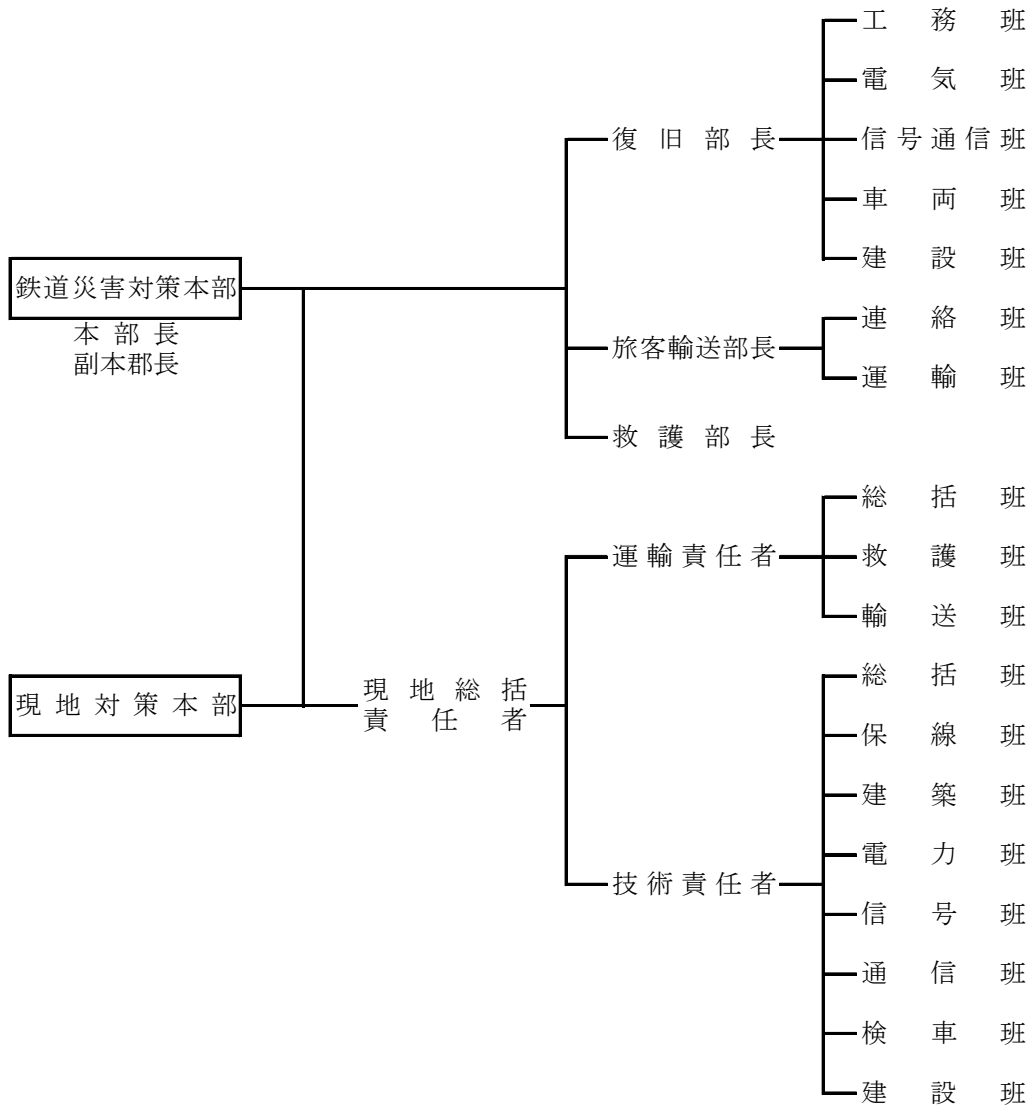 工務班
電気班
復旧部長
信号通信班
車両班
建設班
鉄道災害対策本部
本部長
副本郡長
旅客輸送部長
連絡班
運輸班
救護部長
運輸責任者
総括班
救護班
輸送班
現地対策本部
現地総括
責任者
技術責任者
総括班
保線班
建築班
電力班
信号班
通信班
検車班
建設班